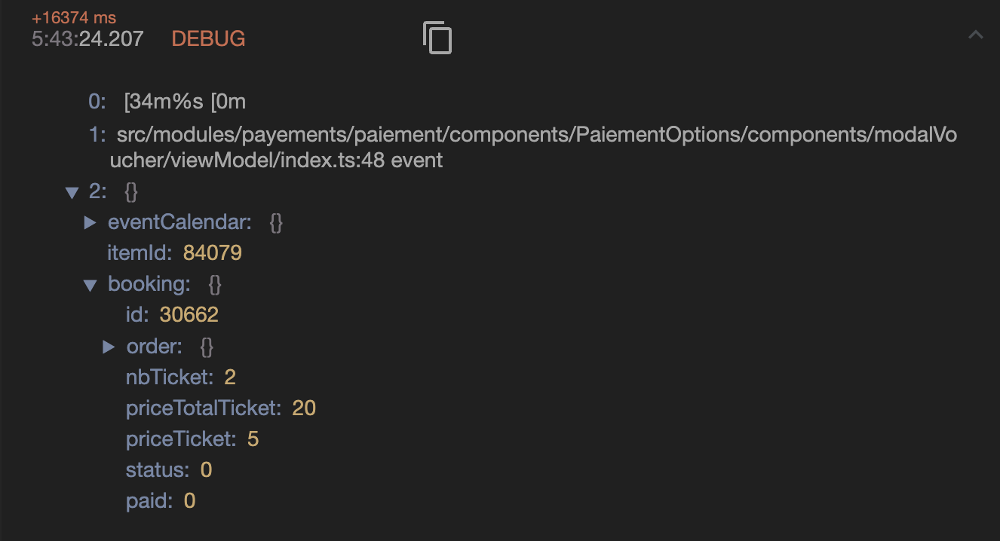 +16374 ms
5:43:24.207 DEBUG
0: [34m%s [0m
1: src/modules/payements/paiement/components/PaiementOptions/components/modalVo
ucher/viewModel/index.ts:48 event
▼ 2: {}
▶ eventCalendar: {}
itemId: 84079
▼ booking: {}
id: 30662
▶ order: {}
nbTicket: 2
priceTotalTicket: 20
priceTicket: 5
status: 0
paid: 0